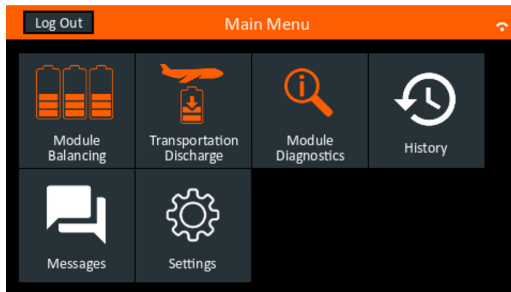 Log Out
Main Menu
Module
Balancing
Transportation
Discharge
Module
Diagnostics
History
Messages
Settings